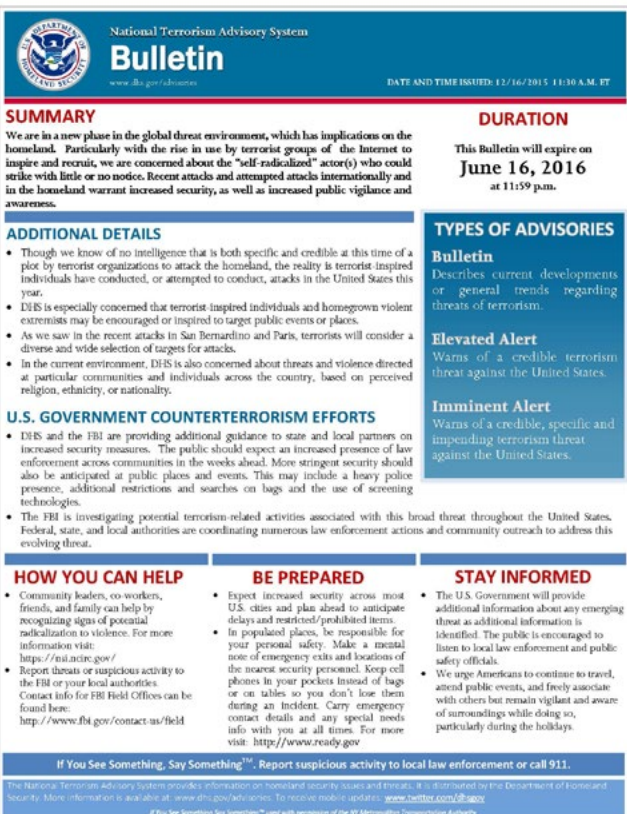 U.S. DEPARTMENT OF HOMELAND SECURITY
National Terrorism Advisory System
Bulletin
www.dhs.gov/advisories
DATE AND TIME ISSUED: 12/16/2015 11:30 A.M. ET
SUMMARY
We are in a new phase in the global threat environment, which has implications on the
homeland. Particularly with the rise in use by terrorist groups of the Internet to
inspire and recruit, we are concerned about the "self-radicalized" actor(s) who could
strike with little or no notice. Recent attacks and attempted attacks internationally and
in the homeland warrant increased security, as well as increased public vigilance and
awareness.
DURATION
This Bulletin will expire on
June 16, 2016
at 11:59 p.m.
ADDITIONAL DETAILS
• Though we know of no intelligence that is both specific and credible at this time of a
plot by terrorist organizations to attack the homeland, the reality is terrorist-inspired
individuals have conducted, or attempted to conduct, attacks in the United States this
year.
• DHS is especially concerned that terrorist-inspired individuals and homegrown violent
extremists may be encouraged or inspired to target public events or places.
• As we saw in the recent attacks in San Bernardino and Paris, terrorists will consider a
diverse and wide selection of targets for attacks.
• In the current environment, DHS is also concerned about threats and violence directed
at particular communities and individuals across the country, based on perceived
religion, ethnicity, or nationality.
U.S. GOVERNMENT COUNTERTERRORISM EFFORTS
• DHS and the FBI are providing additional guidance to state and local partners on
increased security measures. The public should expect an increased presence of law
enforcement across communities in the weeks ahead. More stringent security should
also be anticipated at public places and events. This may include a heavy police
presence, additional restrictions and searches on bags and the use of screening
technologies.
• The FBI is investigating potential terrorism-related activities associated with this broad threat throughout the United States.
Federal, state, and local authorities are coordinating numerous law enforcement actions and community outreach to address this
evolving threat.
TYPES OF ADVISORIES
Bulletin
Describes current developments
or general trends regarding
threats of terrorism.
Elevated Alert
Warns of a credible terrorism
threat against the United States.
Imminent Alert
Warns of a credible, specific and
impending terrorism threat
against the United States.
HOW YOU CAN HELP
• Community leaders, co-workers,
friends, and family can help by
recognizing signs of potential
radicalization to violence. For more
information visit:
https://nsi.ncirc.gov/
• Report threats or suspicious activity to
the FBI or your local authorities.
Contact info for FBI Field Offices can be
found here:
http://www.fbi.gov/contact-us/field
BE PREPARED
• Expect increased security across most
U.S. cities and plan ahead to anticipate
delays and restricted/prohibited items.
• In populated places, be responsible for
your personal safety. Make a mental
note of emergency exits and locations of
the nearest security personnel. Keep cell
phones in your pockets instead of bags
or on tables so you don't lose them
during an incident. Carry emergency
contact details and any special needs
info with you at all times. For more
visit: http://www.ready.gov
STAY INFORMED
• The U.S. Government will provide
additional information about any emerging
threat as additional information is
identified. The public is encouraged to
listen to local law enforcement and public
safety officials.
• We urge Americans to continue to travel,
attend public events, and freely associate
with others but remain vigilant and aware
of surroundings while doing so,
particularly during the holidays.
If You See Something, Say Something™. Report suspicious activity to local law enforcement or call 911.
The National Terrorism Advisory System provides information on homeland security issues and threats. It is distributed by the Department of Homeland
Security. More information is available at: www.dhs.gov/advisories. To receive mobile updates: www.twitter.com/dhsgov
If You See Something Say Something™ used with permission of the NY Metropolitan Transportation Authority.